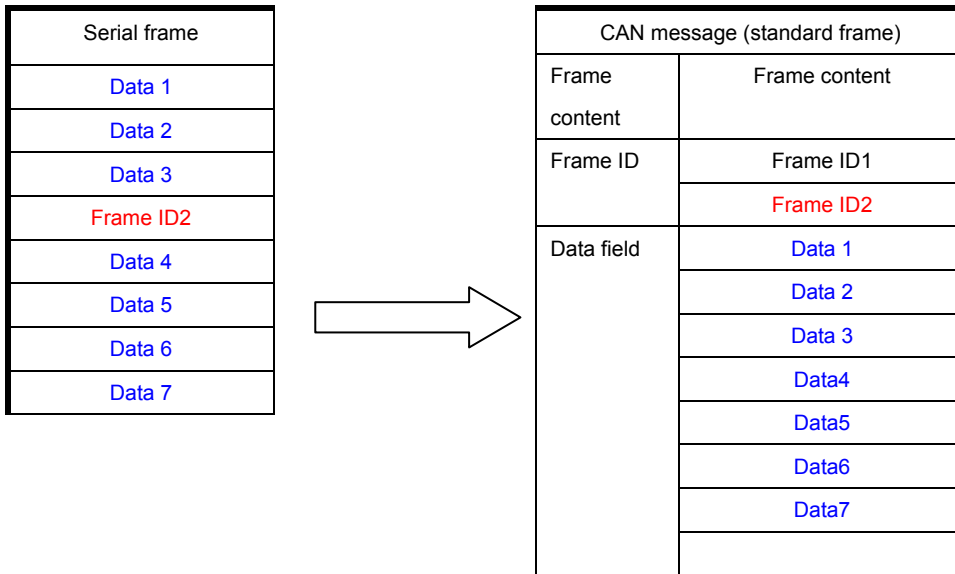 Serial frame
Data 1
Data 2
Data 3
Frame ID2
Data 4
Data 5
Data 6
Data 7
CAN message (standard frame)
Frame
content
Frame content
Frame ID
Frame ID1
Frame ID2
Data field
Data 1
Data 2
Data 3
Data4
Data5
Data6
Data7